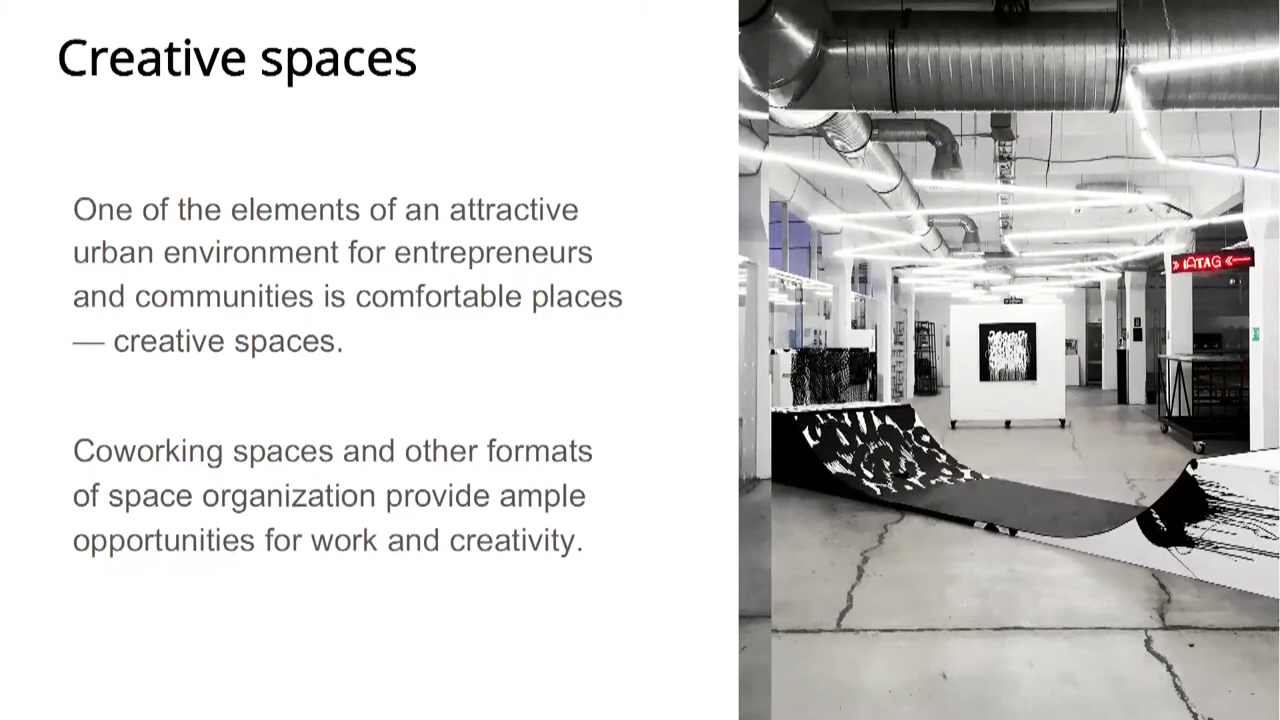 Creative spaces
One of the elements of an attractive
urban environment for entrepreneurs
and communities is comfortable places
— creative spaces.
Coworking spaces and other formats
of space organization provide ample
opportunities for work and creativity.